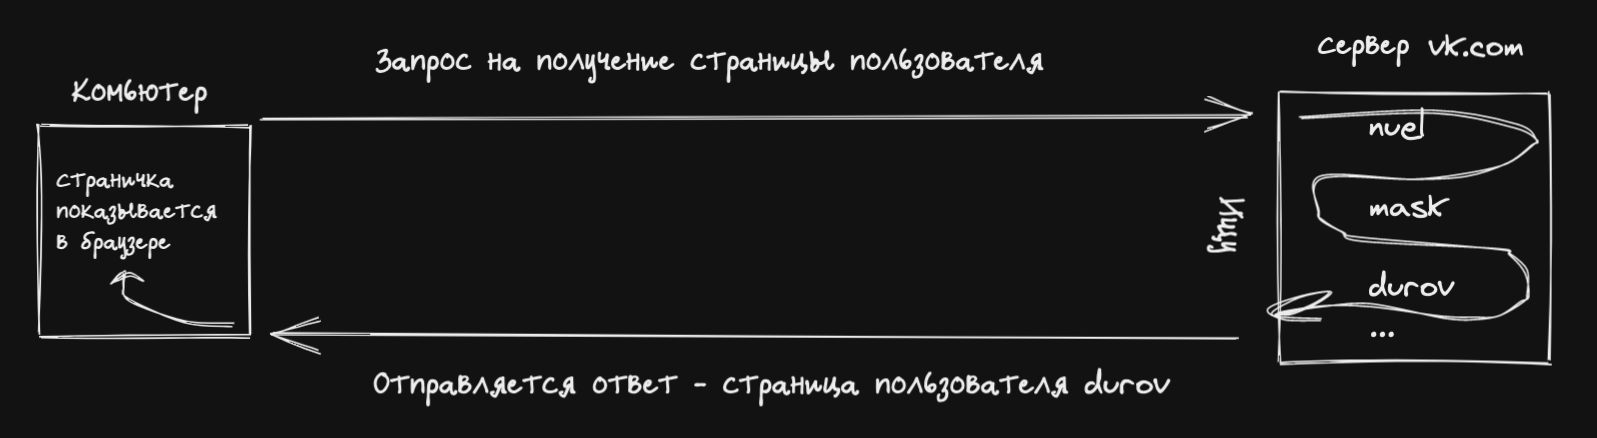 Запрос на получение страницы пользователя
сервер vk.com
Комбютер
nuel
страничка
показывается
в браузере
Ищу
mask
durov
...
Отправляется ответ - страница пользователя durov